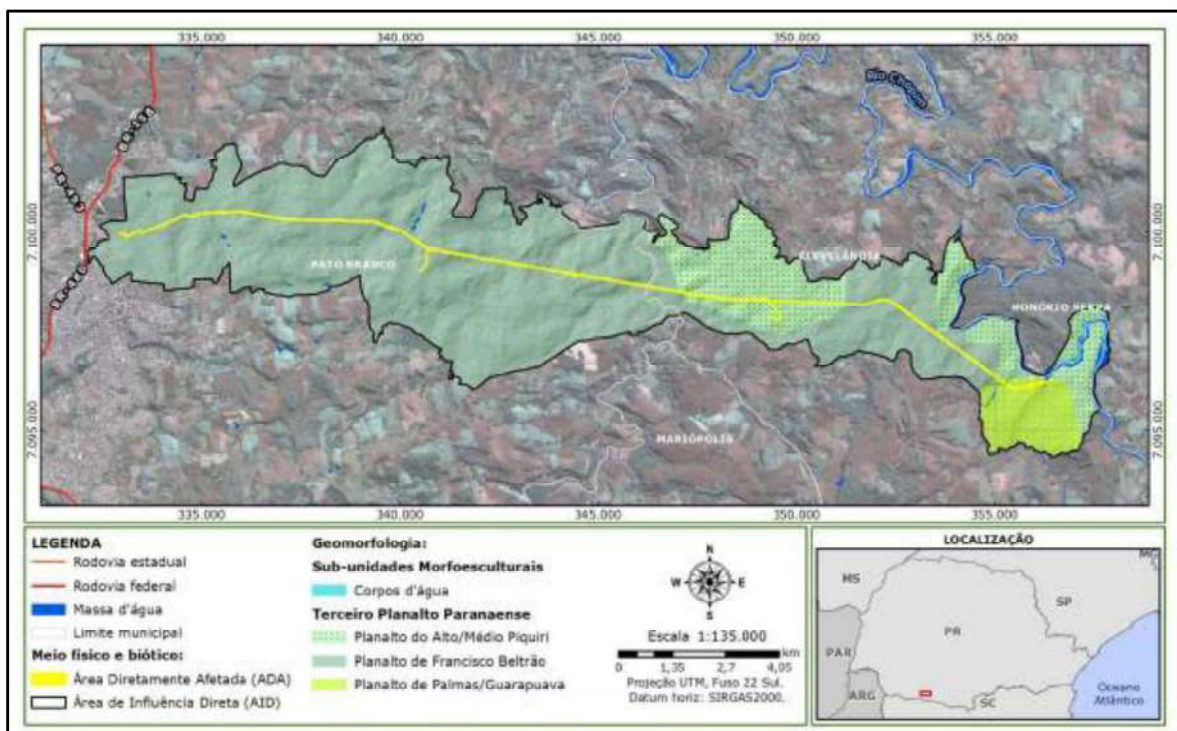 335.000
340.000
345.000
350.000
355.000
BR-158
Rio Chopim
7.100.000
7.100.000
PATO BRANCO
CLEVELÂNDIA
HONÓRIO SERPA
MARIÓPOLIS
7.095.000
7.095.000
335.000
340.000
345.000
350.000
355.000
LEGENDA
Rodovia estadual
Rodovia federal
Massa d'água
Limite municipal
Meio físico e biótico:
Área Diretamente Afetada (ADA)
Área de Influência Direta (AID)
Geomorfologia:
Sub-unidades Morfoesculturais
Corpos d'água
Terceiro Planalto Paranaense
Planalto do Alto/Médio Piquiri
Planalto de Francisco Beltrão
Planalto de Palmas/Guarapuava
N
W
E
S
Escala 1:135.000
km
0 1,35 2,7 4,05
Projeção UTM, Fuso 22 Sul.
Datum horiz: SIRGAS2000.
LOCALIZAÇÃO
MS
MG
SP
PR
PAR
ARG
SC
Oceano
Atlântico